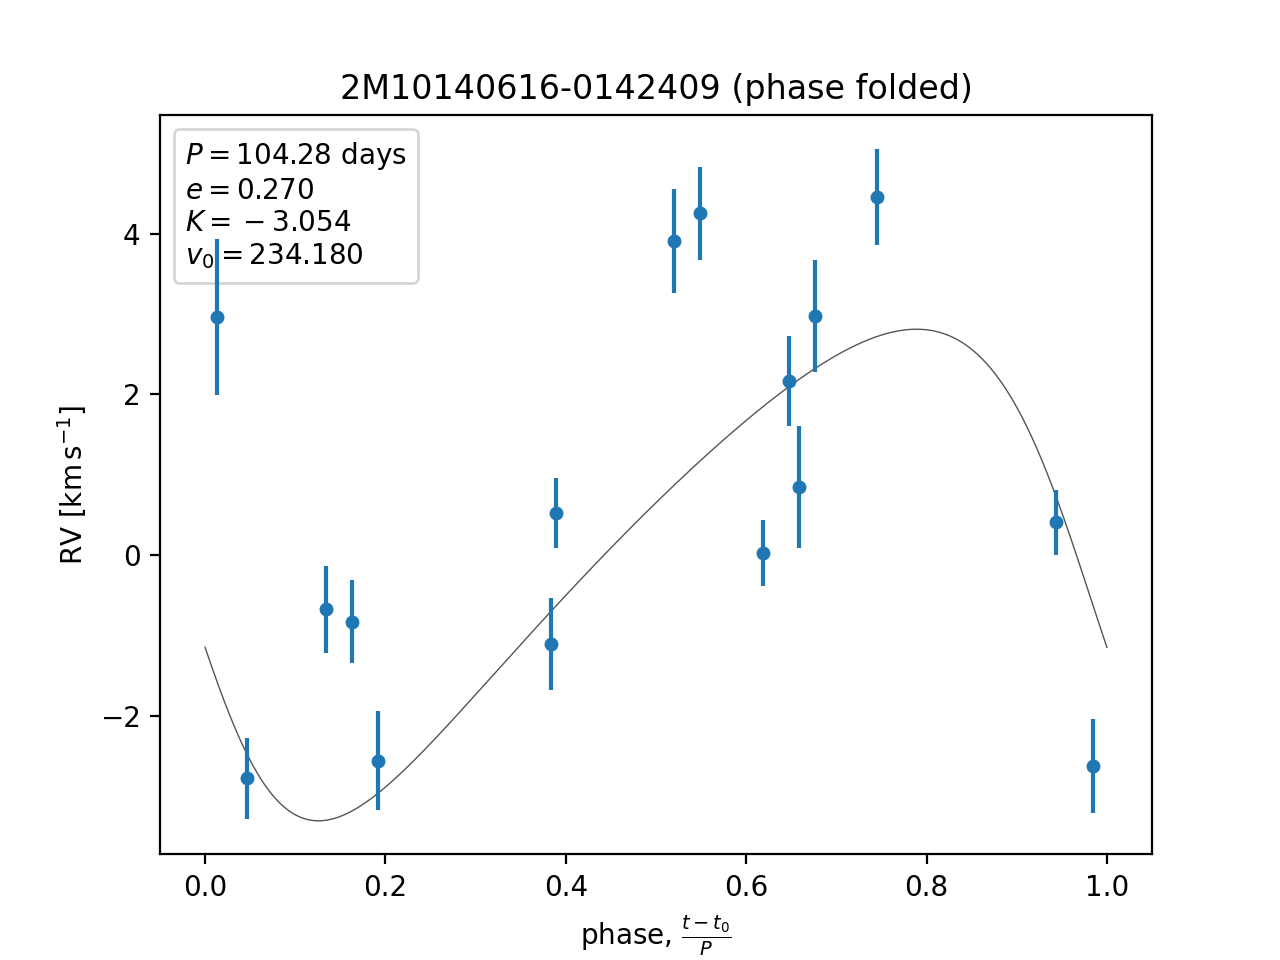 2M10140616-0142409 (phase folded)
P = 104.28 days
e = 0.270
K = −3.054
v₀ = 234.180
4
2
0
−2
RV [km s⁻¹]
0.0 0.2 0.4 0.6 0.8 1.0
phase, (t − t₀)/P